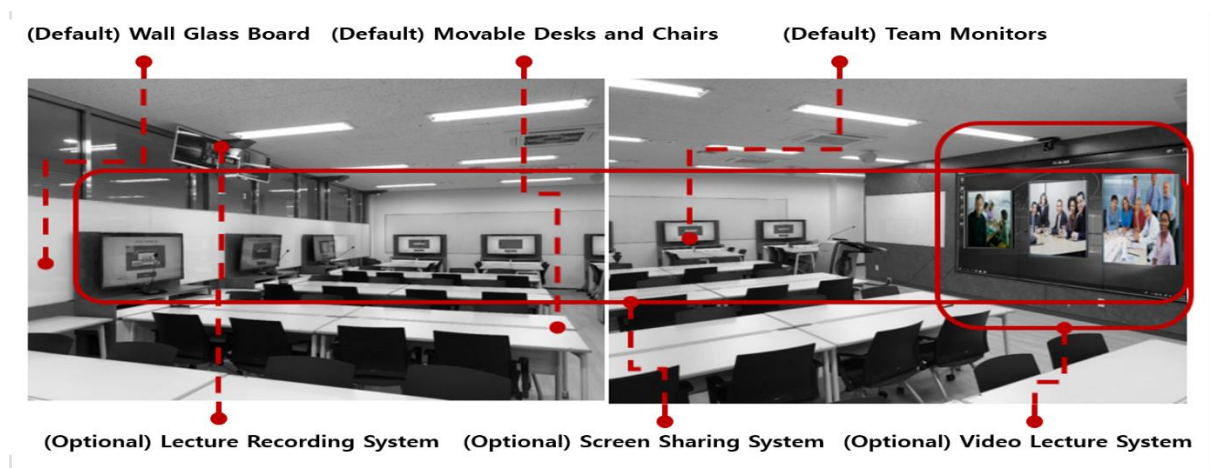 (Default) Wall Glass Board (Default) Movable Desks and Chairs (Default) Team Monitors
(Optional) Lecture Recording System (Optional) Screen Sharing System (Optional) Video Lecture System